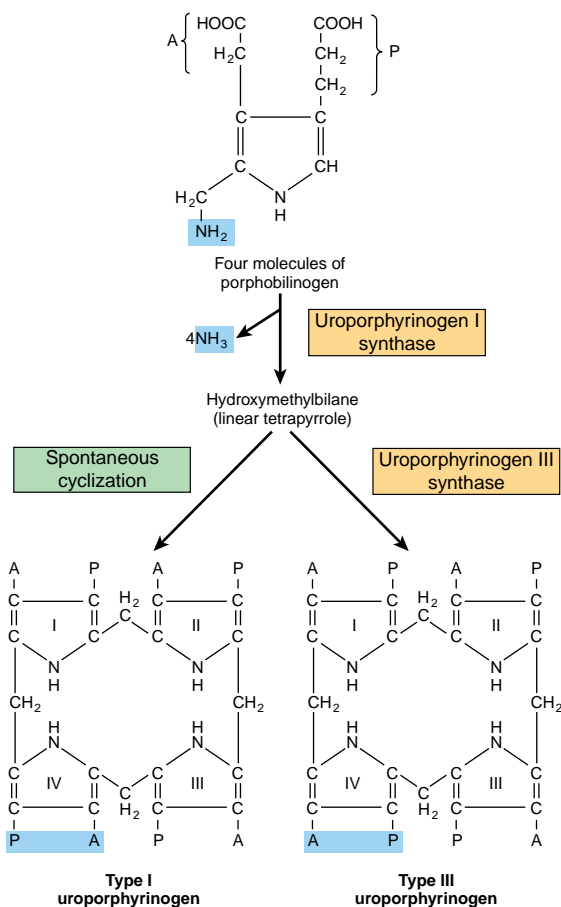 HOOC COOH
A H2C CH2 P
H2C CH2
C C
C CH
H2C N
H
NH2
Four molecules of
porphobilinogen
4NH3
Uroporphyrinogen I
synthase
Hydroxymethylbilane
(linear tetrapyrrole)
Spontaneous
cyclization
Uroporphyrinogen III
synthase
A P A P
C C H2 C C
I C II
C C C C
N N
H H
CH2 CH2
H H
N N
C C C C
IV C III
C C H2 C C
P A P A
Type I
uroporphyrinogen
A P A P
C C H2 C C
I C II
C C C C
N N
H H
CH2 CH2
H H
N N
C C C C
IV C III
C C H2 C C
A P P A
Type III
uroporphyrinogen